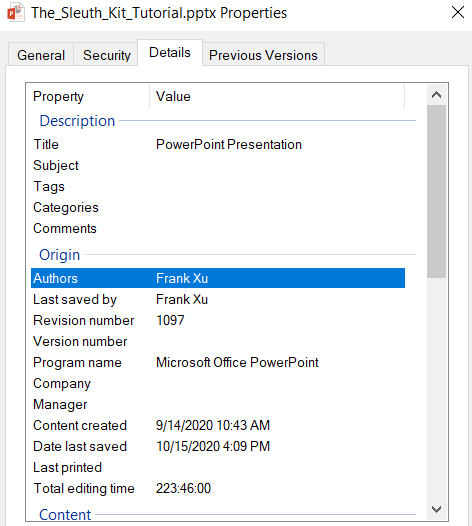 The_Sleuth_Kit_Tutorial.pptx Properties
General Security Details Previous Versions
Property Value
Description
Title PowerPoint Presentation
Subject
Tags
Categories
Comments
Origin
Authors Frank Xu
Last saved by Frank Xu
Revision number 1097
Version number
Program name Microsoft Office PowerPoint
Company
Manager
Content created 9/14/2020 10:43 AM
Date last saved 10/15/2020 4:09 PM
Last printed
Total editing time 223:46:00
Content